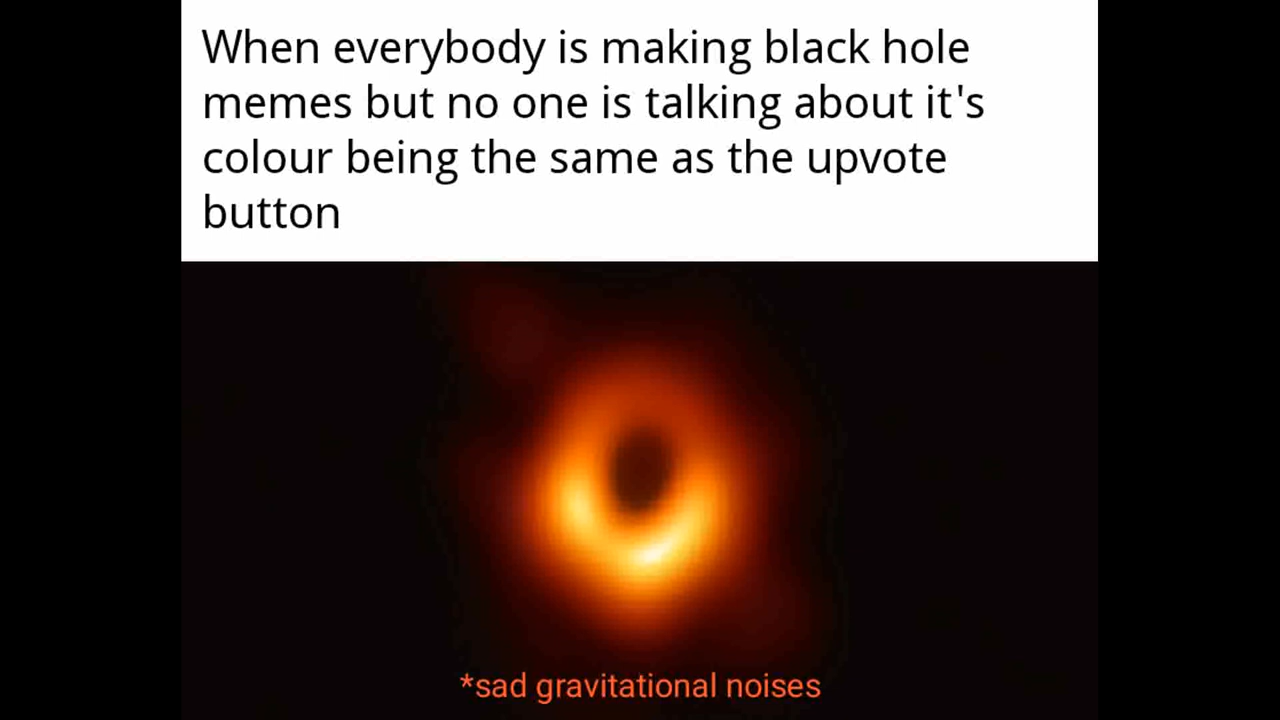 When everybody is making black hole
memes but no one is talking about it's
colour being the same as the upvote
button
*sad gravitational noises